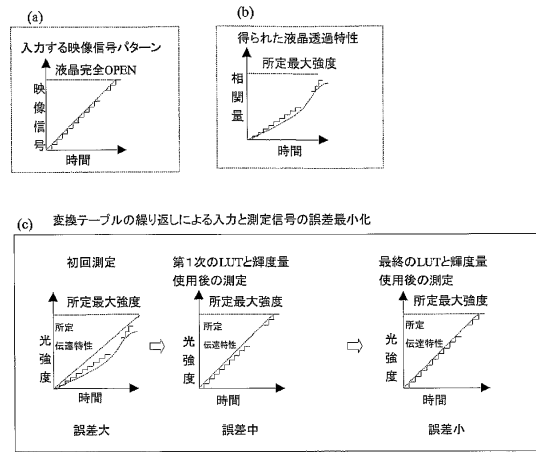 (a)
入力する映像信号パターン
液晶完全OPEN
映像信号
時間
(b)
得られた液晶透過特性
所定最大強度
相関量
時間
(c) 変換テーブルの繰り返しによる入力と測定信号の誤差最小化
初回測定
所定最大強度
所定
伝達特性
光強度
時間
誤差大
第1次のLUTと輝度量
使用後の測定
所定最大強度
所定
伝達特性
光強度
時間
誤差中
最終のLUTと輝度量
使用後の測定
所定最大強度
所定
伝達特性
光強度
時間
誤差小